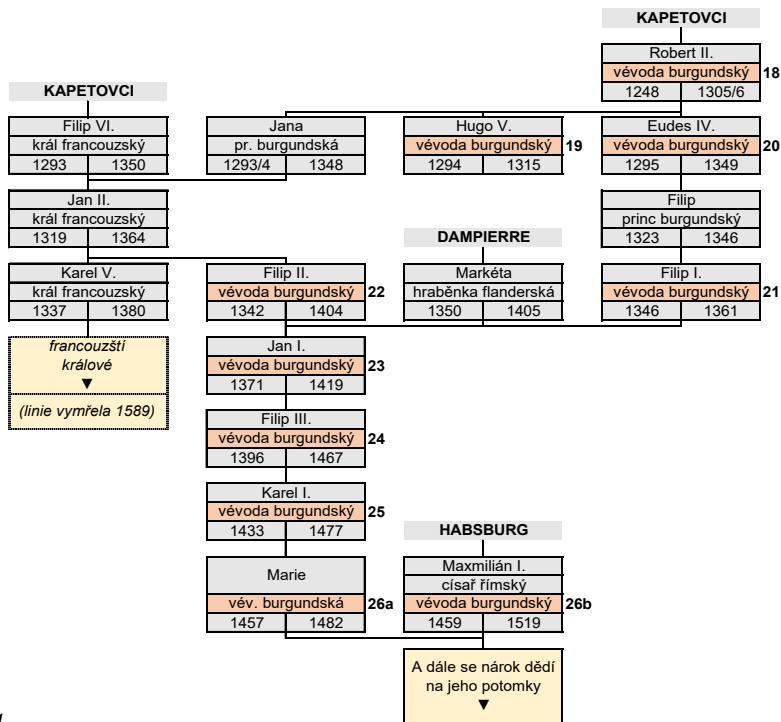 KAPETOVCI
Robert II.
vévoda burgundský 18
1248 1305/6
KAPETOVCI
Filip VI.
král francouzský
1293 1350
Jana
pr. burgundská
1293/4 1348
Hugo V.
vévoda burgundský 19
1294 1315
Eudes IV.
vévoda burgundský 20
1295 1349
Jan II.
král francouzský
1319 1364
Filip
princ burgundský
1323 1346
DAMPIERRE
Karel V.
král francouzský
1337 1380
Filip II.
vévoda burgundský 22
1342 1404
Markéta
hraběnka flanderská
1350 1405
Filip I.
vévoda burgundský 21
1346 1361
francouzští
králové
▼
(linie vymřela 1589)
Jan I.
vévoda burgundský 23
1371 1419
Filip III.
vévoda burgundský 24
1396 1467
Karel I.
vévoda burgundský 25
1433 1477
HABSBURG
Marie
vév. burgundská 26a
1457 1482
Maxmilián I.
císař římský
vévoda burgundský 26b
1459 1519
A dále se nárok dědí
na jeho potomky
▼